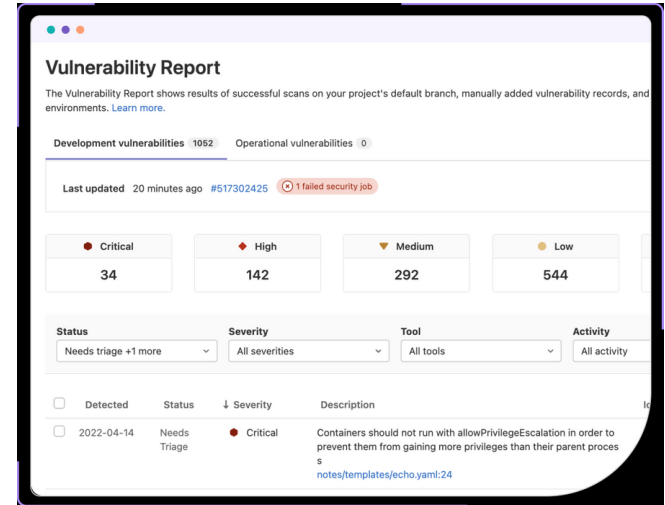 Vulnerability Report
The Vulnerability Report shows results of successful scans on your project's default branch, manually added vulnerability records, and
environments. Learn more.
Development vulnerabilities 1052 Operational vulnerabilities 0
Last updated 20 minutes ago #517302425 1 failed security job
Critical High Medium Low
34 142 292 544
Status Severity Tool Activity
Needs triage +1 more All severities All tools All activity
Detected Status ↓ Severity Description
2022-04-14 Needs Triage Critical Containers should not run with allowPrivilegeEscalation in order to
prevent them from gaining more privileges than their parent proces
s
notes/templates/echo.yaml:24